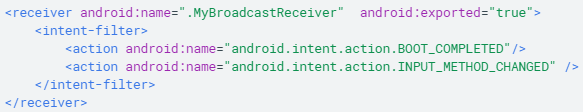 <receiver android:name=".MyBroadcastReceiver"  android:exported="true">
    <intent-filter>
        <action android:name="android.intent.action.BOOT_COMPLETED"/>
        <action android:name="android.intent.action.INPUT_METHOD_CHANGED" />
    </intent-filter>
</receiver>